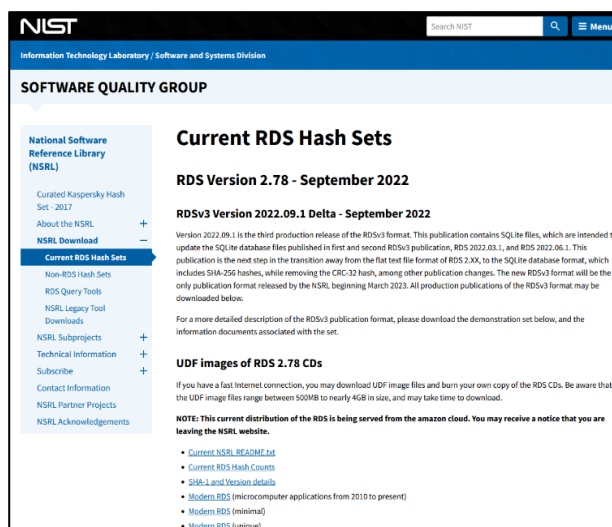 NIST
Search NIST
Menu
Information Technology Laboratory / Software and Systems Division
SOFTWARE QUALITY GROUP
National Software
Reference Library
(NSRL)
Curated Kaspersky Hash
Set - 2017
About the NSRL +
NSRL Download −
Current RDS Hash Sets
Non-RDS Hash Sets
RDS Query Tools
NSRL Legacy Tool
Downloads
NSRL Subprojects +
Technical Information +
Subscribe +
Contact Information
NSRL Partner Projects
NSRL Acknowledgements
Current RDS Hash Sets
RDS Version 2.78 - September 2022
RDSv3 Version 2022.09.1 Delta - September 2022
Version 2022.09.1 is the third production release of the RDSv3 format. This publication contains SQLite files, which are intended
update the SQLite database files published in first and second RDSv3 publication, RDS 2022.03.1, and RDS 2022.06.1. This
publication is the next step in the transition away from the flat text file format of RDS 2.XX, to the SQLite database format, which
includes SHA-256 hashes, while removing the CRC-32 hash, among other publication changes. The new RDSv3 format will be the
only publication format released by the NSRL beginning March 2023. All production publications of the RDSv3 format may be
downloaded below.
For a more detailed description of the RDSv3 publication format, please download the demonstration set below, and the
information documents associated with the set.
UDF images of RDS 2.78 CDs
If you have a fast Internet connection, you may download UDF image files and burn your own copy of the RDS CDs. Be aware that
the UDF image files range between 500MB to nearly 4GB in size, and may take time to download.
NOTE: This current distribution of the RDS is being served from the amazon cloud. You may receive a notice that you are
leaving the NSRL website.
• Current NSRL README.txt
• Current RDS Hash Counts
• SHA-1 and Version details
• Modern RDS (microcomputer applications from 2010 to present)
• Modern RDS (minimal)
• Modern RDS (unique)